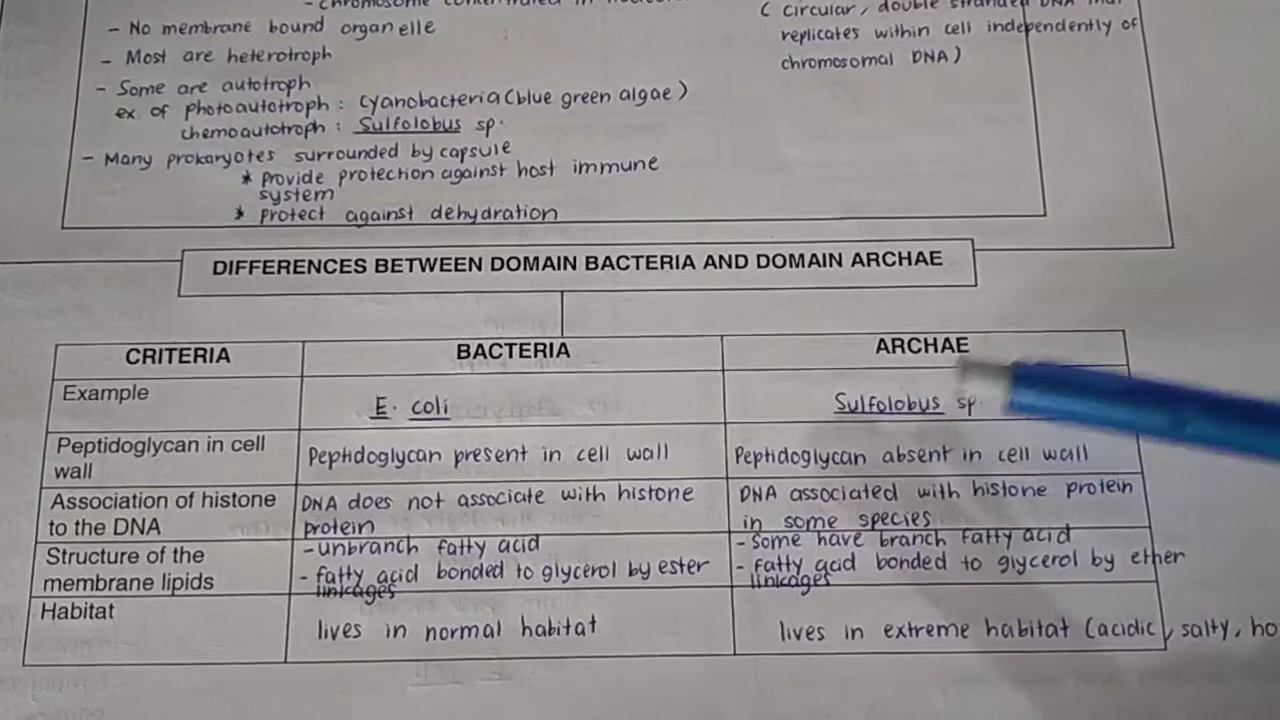 - chromosome concentrated in
( circular, double stranded DNA
- No membrane bound organelle
replicates within cell independently of
- Most are heterotroph
chromosomal DNA)
- Some are autotroph
ex. of photoautotroph : cyanobacteria (blue green algae)
chemoautotroph : Sulfolobus sp.
- Many prokaryotes surrounded by capsule
* provide protection against host immune
system
* protect against dehydration
DIFFERENCES BETWEEN DOMAIN BACTERIA AND DOMAIN ARCHAE
CRITERIA BACTERIA ARCHAE
Example E. coli Sulfolobus sp.
Peptidoglycan in cell
wall
Peptidoglycan present in cell wall
Peptidoglycan absent in cell wall
Association of histone
to the DNA
DNA does not associate with histone
protein
DNA associated with histone protein
in some species
Structure of the
membrane lipids
- unbranch fatty acid
- fatty acid bonded to glycerol by ester
linkages
- some have branch fatty acid
- fatty acid bonded to glycerol by ether
linkages
Habitat
lives in normal habitat
lives in extreme habitat (acidic, salty, ho